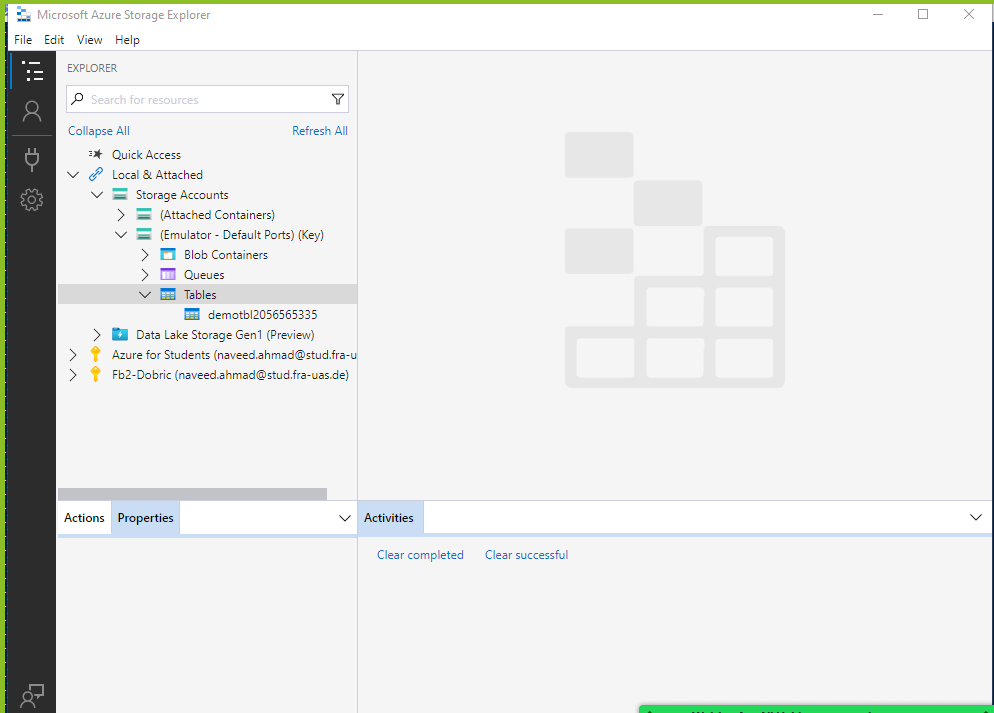 Microsoft Azure Storage Explorer
File Edit View Help
EXPLORER
Search for resources
Collapse All Refresh All
Quick Access
Local & Attached
Storage Accounts
(Attached Containers)
(Emulator - Default Ports) (Key)
Blob Containers
Queues
Tables
demotbl2056565335
Data Lake Storage Gen1 (Preview)
Azure for Students (naveed.ahmad@stud.fra-u
Fb2-Dobric (naveed.ahmad@stud.fra-uas.de)
Actions Properties Activities
Clear completed Clear successful